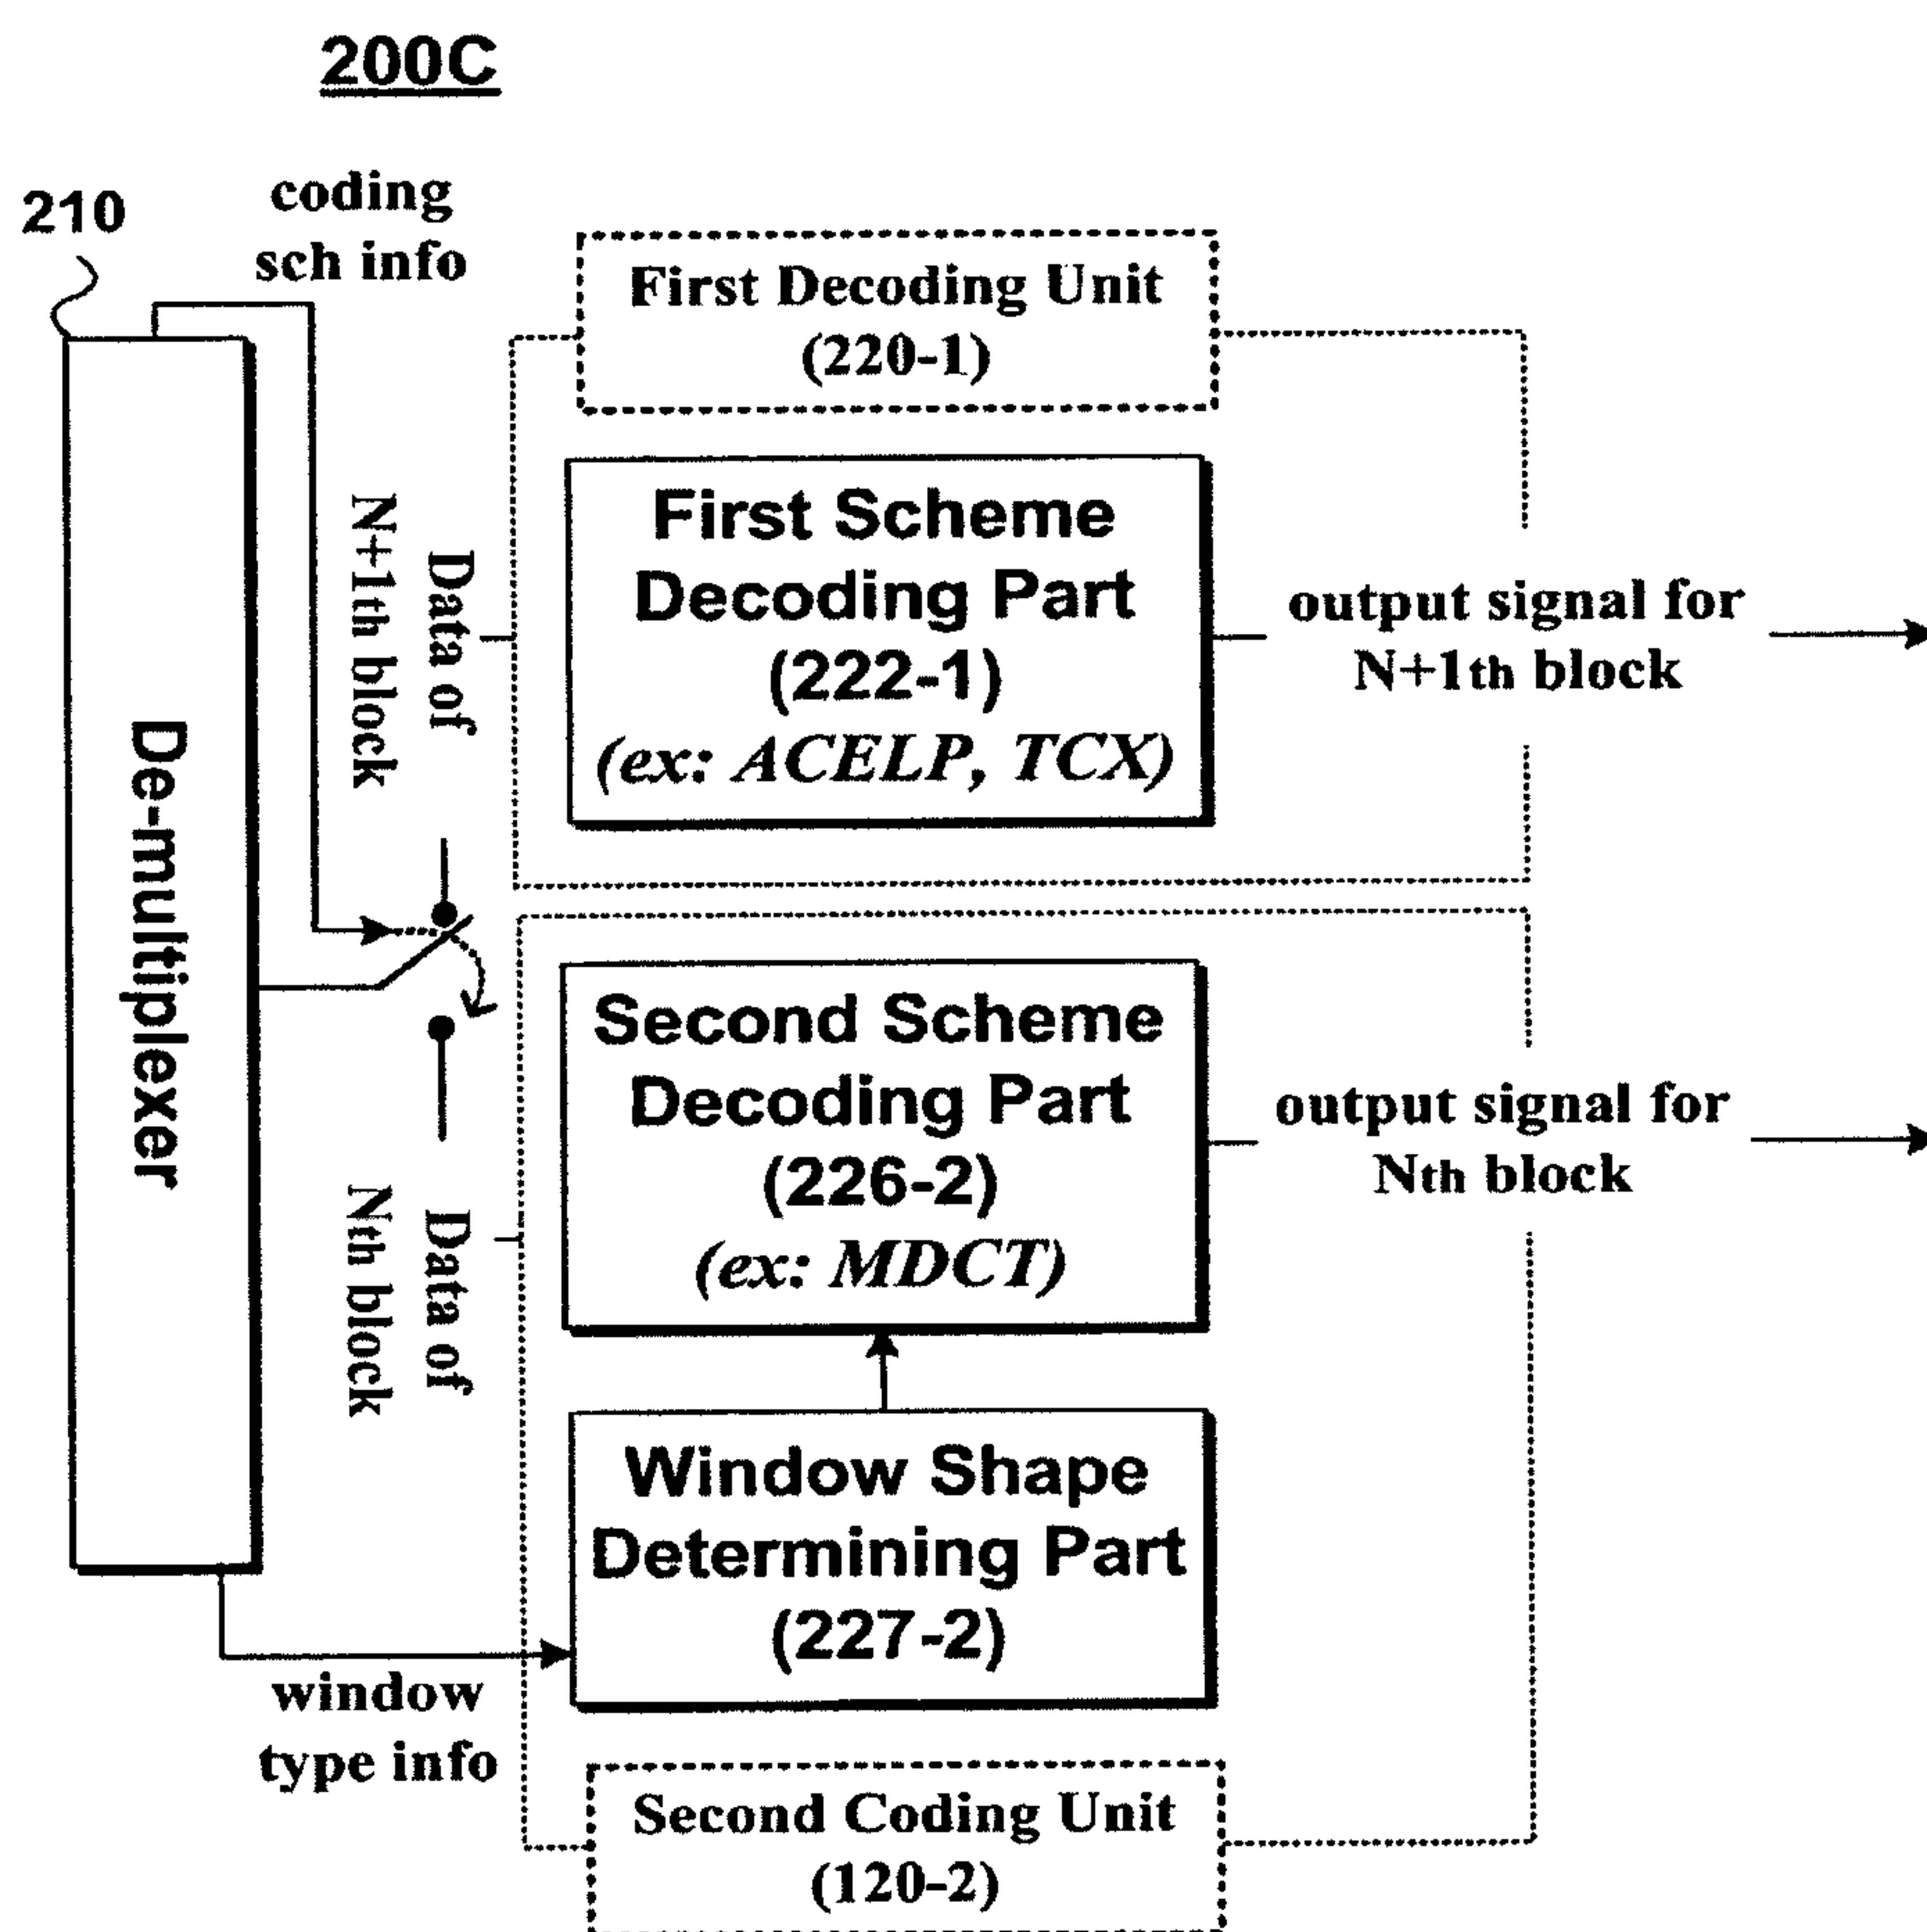 200C
210
coding
sch info
First Decoding Unit
(220-1)
De-multiplexer
Data of
N+1th block
First Scheme
Decoding Part
(222-1)
(ex: ACELP, TCX)
output signal for
N+1th block
Data of
Nth block
Second Scheme
Decoding Part
(226-2)
(ex: MDCT)
output signal for
Nth block
Window Shape
Determining Part
(227-2)
window
type info
Second Coding Unit
(120-2)